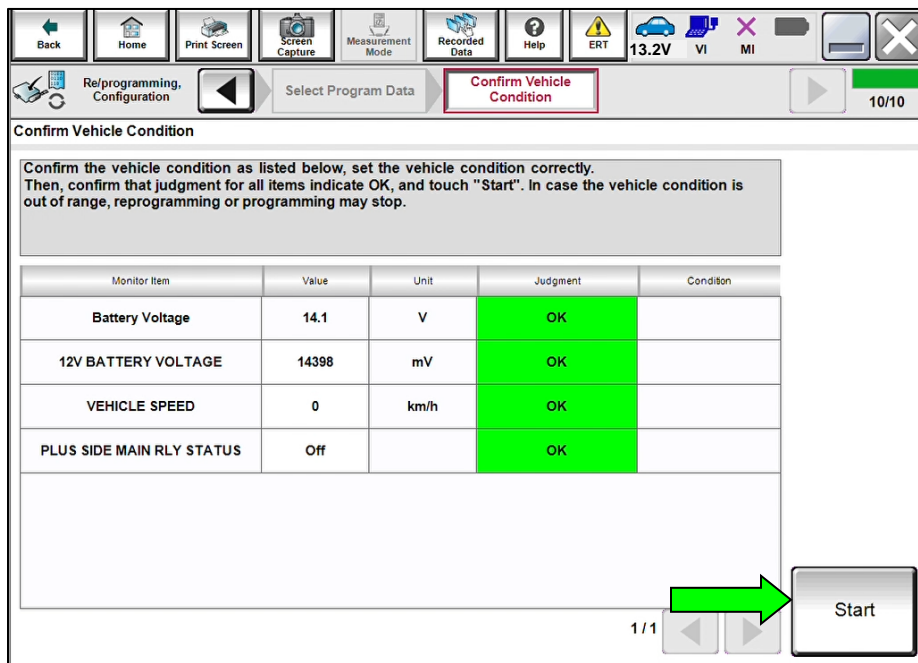 Back
Home
Print Screen
Screen
Capture
Measurement
Mode
Recorded
Data
Help
ERT
13.2V
VI
MI
Re/programming,
Configuration
Select Program Data
Confirm Vehicle
Condition
10/10
Confirm Vehicle Condition
Confirm the vehicle condition as listed below, set the vehicle condition correctly.
Then, confirm that judgment for all items indicate OK, and touch "Start". In case the vehicle condition is
out of range, reprogramming or programming may stop.
Monitor Item Value Unit Judgment Condition
Battery Voltage 14.1 V OK
12V BATTERY VOLTAGE 14398 mV OK
VEHICLE SPEED 0 km/h OK
PLUS SIDE MAIN RLY STATUS Off OK
Start
1/1